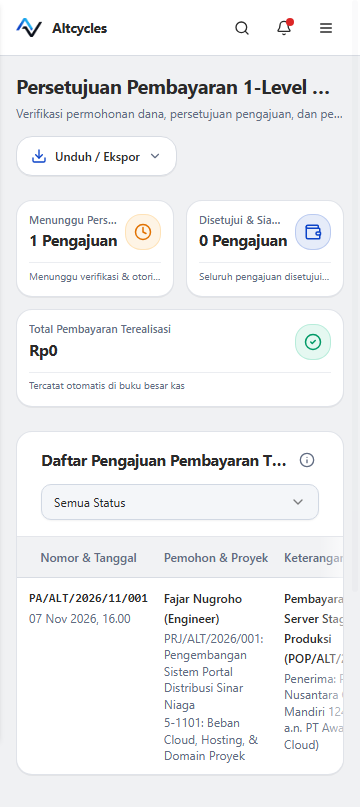 Altcycles
Persetujuan Pembayaran 1-Level ...
Verifikasi permohonan dana, persetujuan pengajuan, dan pe...
Unduh / Ekspor
Menunggu Pers...
1 Pengajuan
Menunggu verifikasi & otori...
Disetujui & Sia...
0 Pengajuan
Seluruh pengajuan disetujui...
Total Pembayaran Terealisasi
Rp0
Tercatat otomatis di buku besar kas
Daftar Pengajuan Pembayaran T...
Semua Status
Nomor & Tanggal
Pemohon & Proyek
Keterangan
PA/ALT/2026/11/001
07 Nov 2026, 16.00
Fajar Nugroho
(Engineer)
PRJ/ALT/2026/001:
Pengembangan
Sistem Portal
Distribusi Sinar
Niaga
5-1101: Beban
Cloud, Hosting, &
Domain Proyek
Pembayara
Server Stag
Produksi
(POP/ALT/
Penerima:
Nusantara
Mandiri 124
a.n. PT Awa
Cloud)